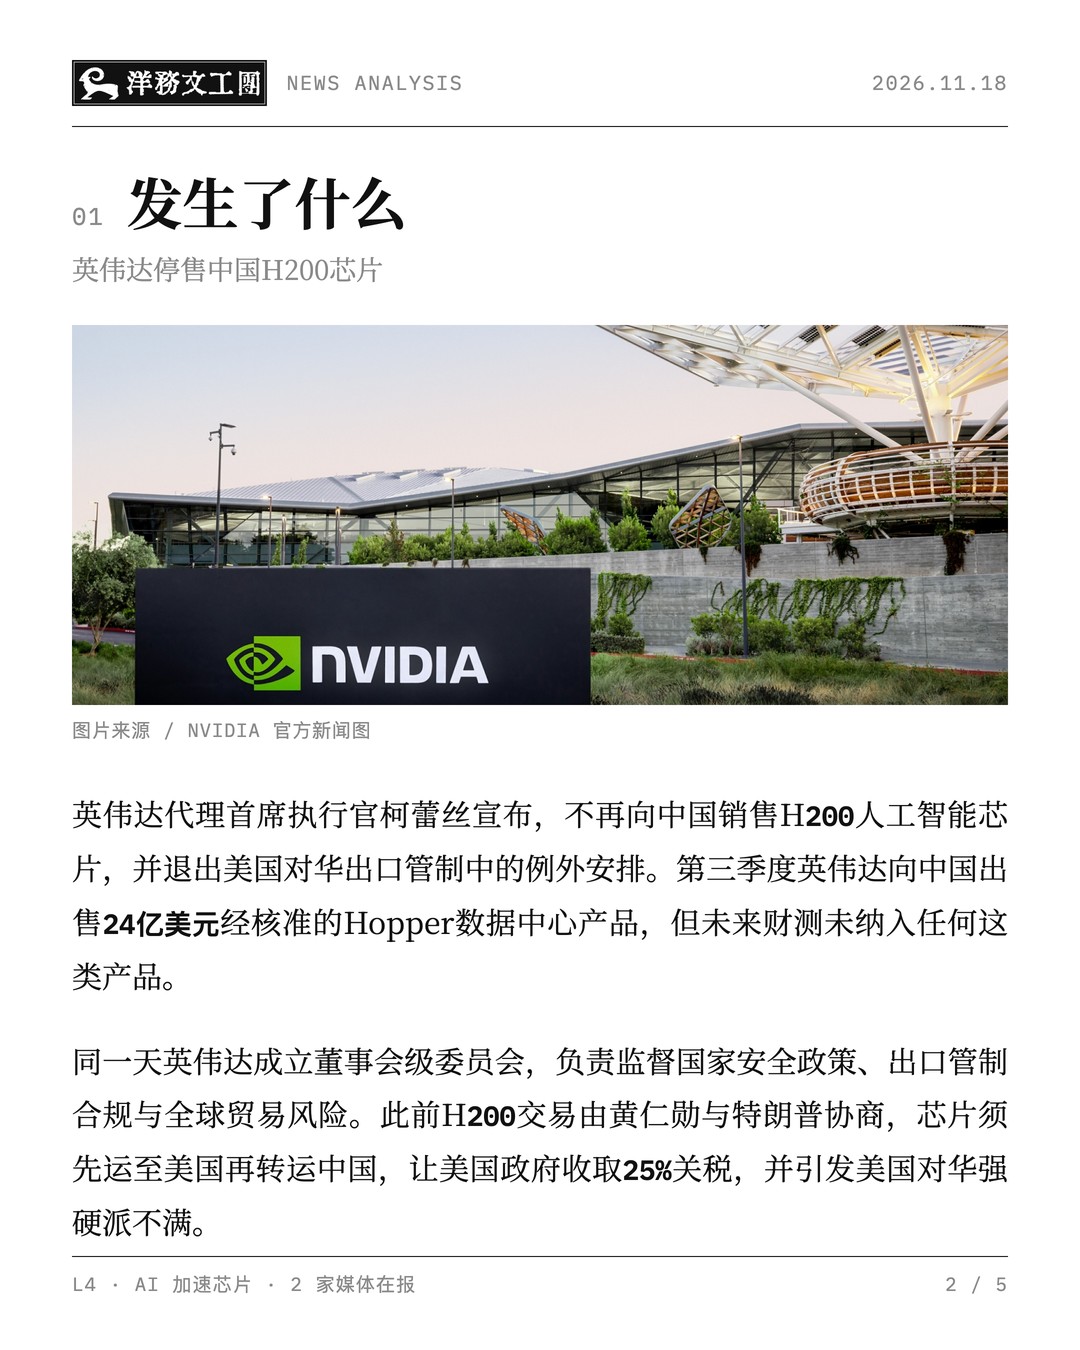 洋務文工團 NEWS ANALYSIS 2026.11.18
01 发生了什么
英伟达停售中国H200芯片
NVIDIA
图片来源 / NVIDIA 官方新闻图
英伟达代理首席执行官柯蕾丝宣布，不再向中国销售H200人工智能芯
片，并退出美国对华出口管制中的例外安排。第三季度英伟达向中国出
售24亿美元经核准的Hopper数据中心产品，但未来财测未纳入任何这
类产品。
同一天英伟达成立董事会级委员会，负责监督国家安全政策、出口管制
合规与全球贸易风险。此前H200交易由黄仁勋与特朗普协商，芯片须
先运至美国再转运中国，让美国政府收取25%关税，并引发美国对华强
硬派不满。
L4 · AI 加速芯片 · 2 家媒体在报 2 / 5